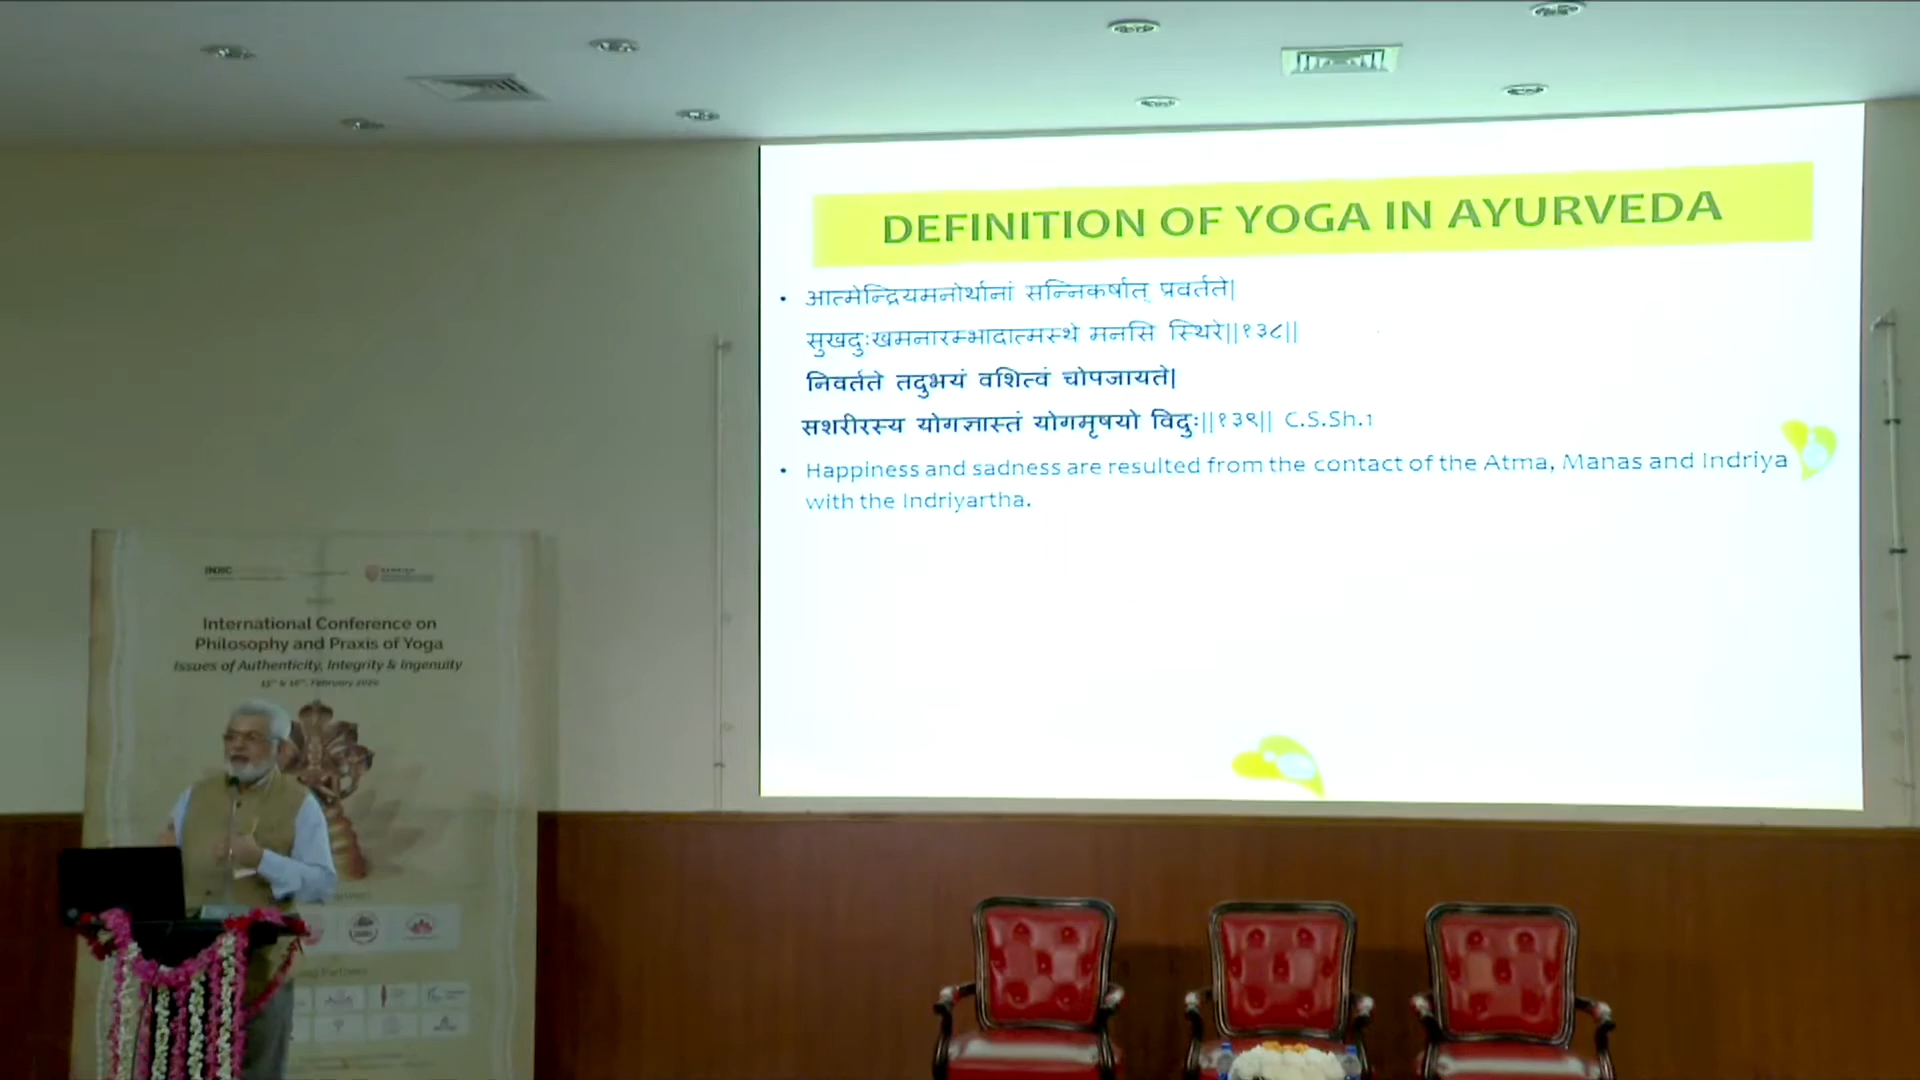 DEFINITION OF YOGA IN AYURVEDA
• आत्मेन्द्रियमनोर्थानां सन्निकर्षात् प्रवर्तते|
सुखदुःखमनारम्भादात्मस्थे मनसि स्थिरे||१३८||
निवर्तते तदुभयं वशित्वं चोपजायते|
सशरीरस्य योगज्ञास्तं योगमृषयो विदुः||१३९|| C.S.Sh.1
• Happiness and sadness are resulted from the contact of the Atma, Manas and Indriya
with the Indriyartha.
INDIC
International Conference on
Philosophy and Praxis of Yoga
Issues of Authenticity, Integrity & Ingenuity